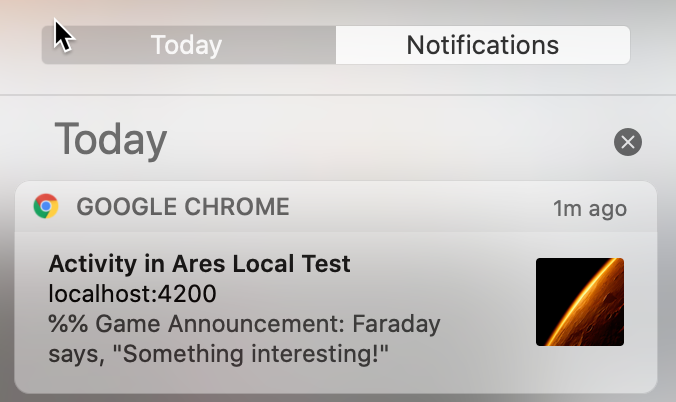 Today Notifications
Today
GOOGLE CHROME 1m ago
Activity in Ares Local Test
localhost:4200
%% Game Announcement: Faraday
says, "Something interesting!"